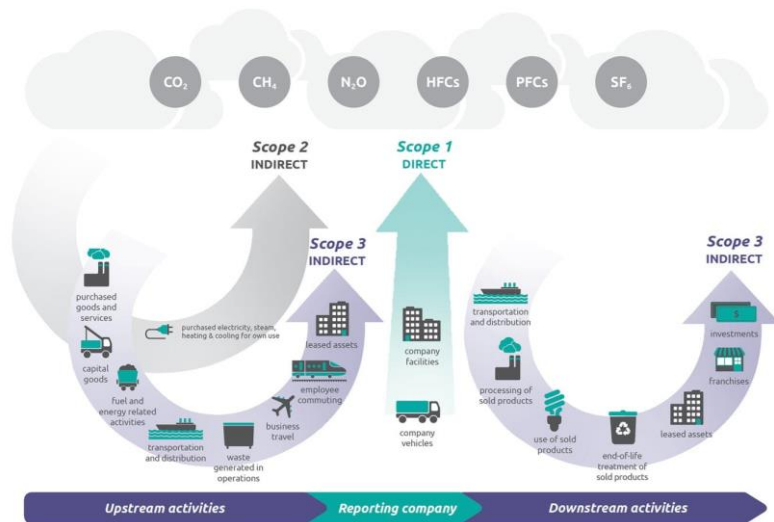 CO₂
CH₄
N₂O
HFCs
PFCs
SF₆
Scope 2
INDIRECT
Scope 1
DIRECT
Scope 3
INDIRECT
Scope 3
INDIRECT
purchased
goods and
services
capital
goods
fuel and
energy related
activities
purchased electricity, steam,
heating & cooling for own use
transportation
and distribution
waste
generated in
operations
business
travel
employee
commuting
leased assets
company
facilities
company
vehicles
transportation
and distribution
processing of
sold products
use of sold
products
end-of-life
treatment of
sold products
leased assets
franchises
investments
$
Upstream activities
Reporting company
Downstream activities